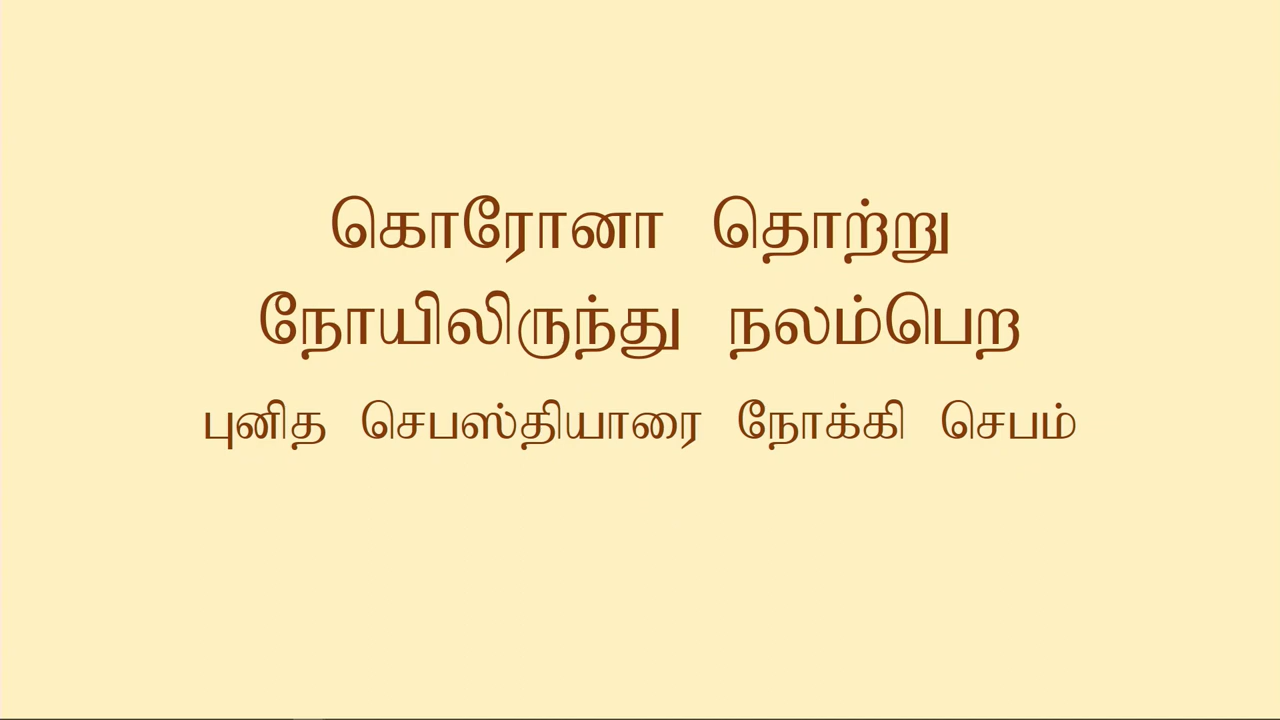 கொரோனா தொற்று
நோயிலிருந்து நலம்பெற
புனித செபஸ்தியாரை நோக்கி செபம்